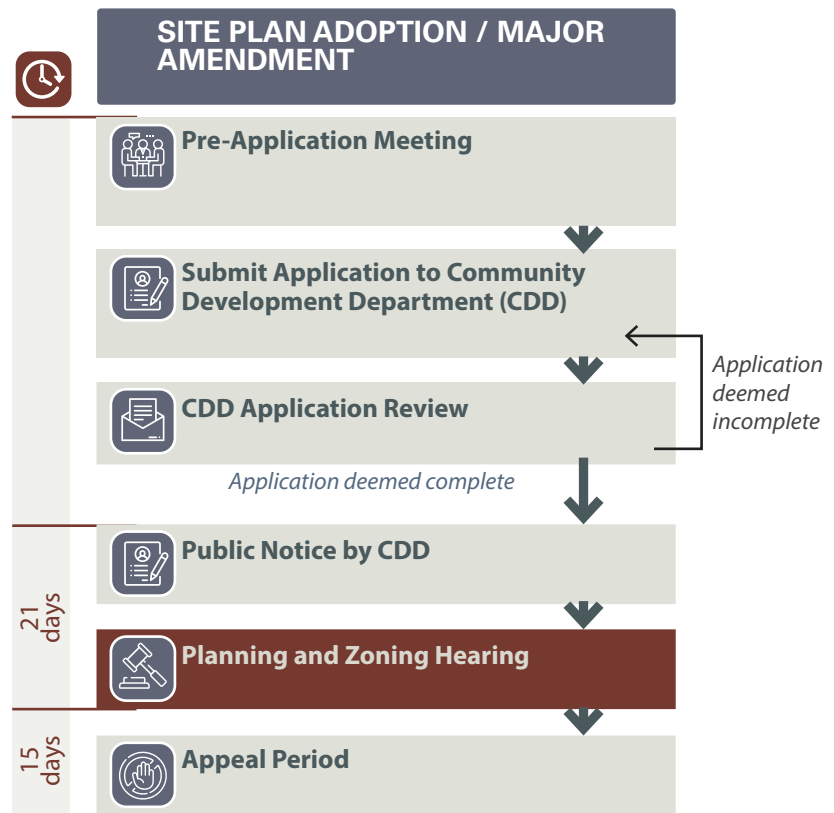 SITE PLAN ADOPTION / MAJOR
AMENDMENT
Pre-Application Meeting
Submit Application to Community
Development Department (CDD)
Application
deemed
incomplete
CDD Application Review
Application deemed complete
Public Notice by CDD
21
days
Planning and Zoning Hearing
15
days
Appeal Period